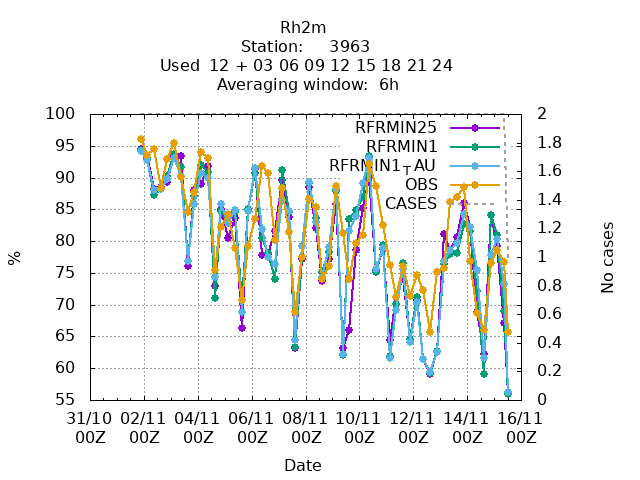 Rh2m
Station: 3963
Used 12 + 03 06 09 12 15 18 21 24
Averaging window: 6h
RFRMIN25
RFRMIN1
RFRMIN1_AU
OBS
CASES
100
95
90
85
80
75
70
65
60
55
%
2
1.8
1.6
1.4
1.2
1
0.8
0.6
0.4
0.2
0
No cases
31/10 02/11 04/11 06/11 08/11 10/11 12/11 14/11 16/11
00Z 00Z 00Z 00Z 00Z 00Z 00Z 00Z 00Z
Date